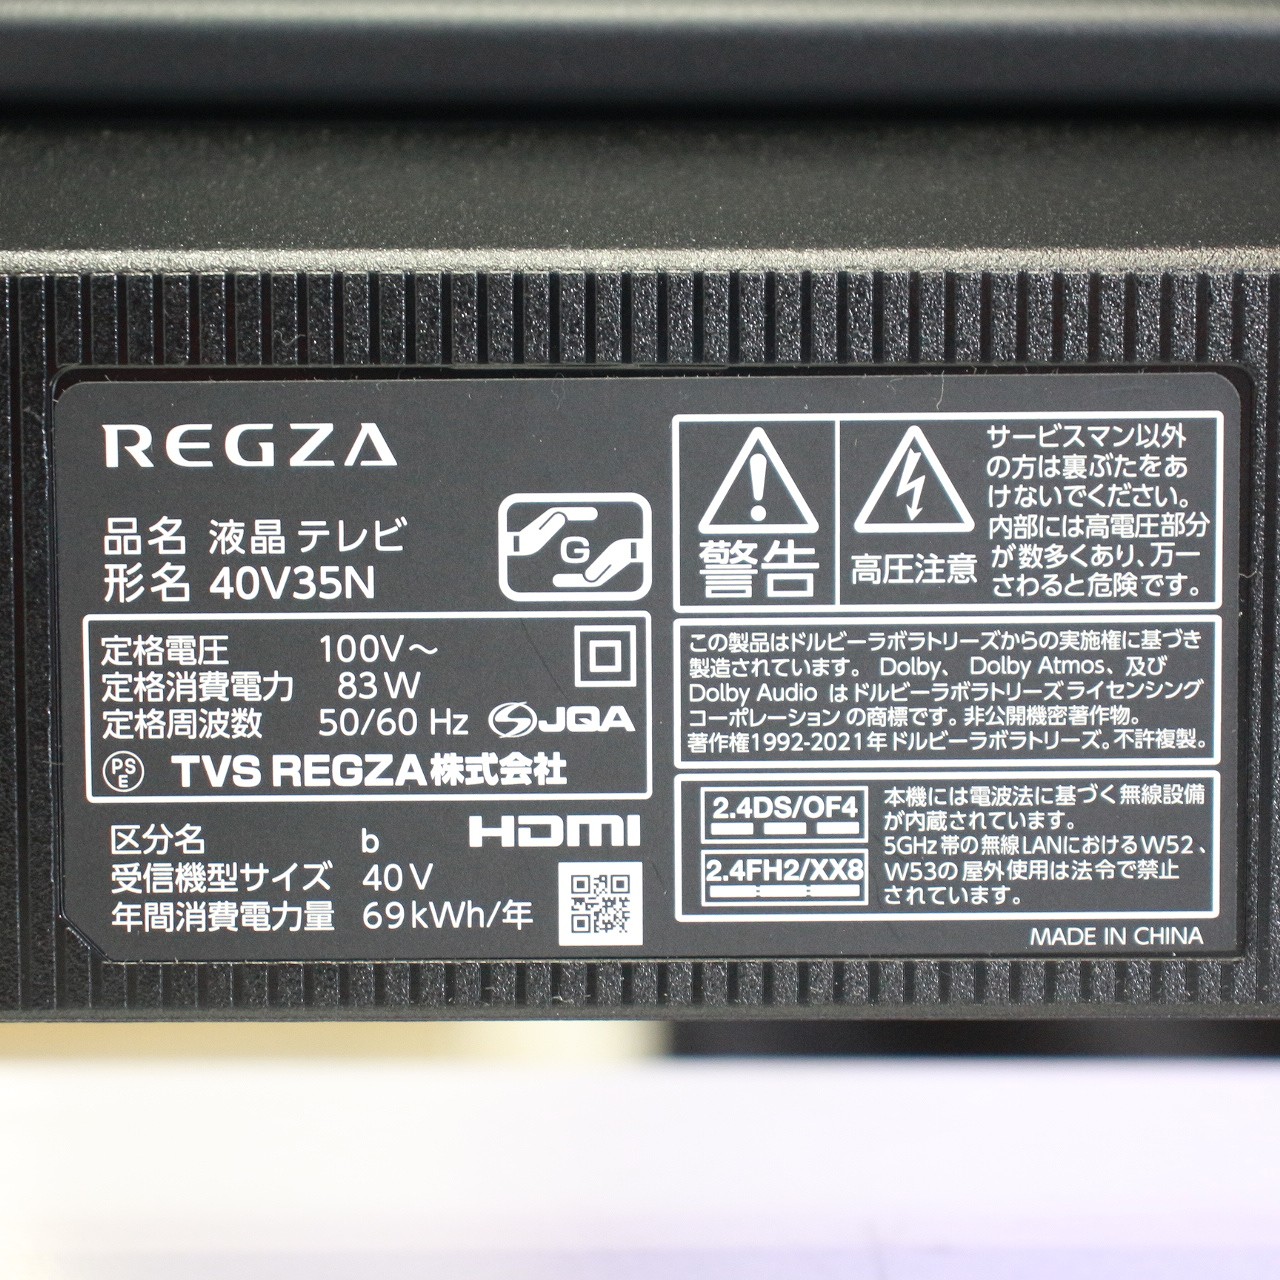 REGZA
品名 液晶テレビ
形名 40V35N
G
定格電圧 100V～
定格消費電力 83W
定格周波数 50/60 Hz
JQA
PS
E
TVS REGZA株式会社
区分名 b
HDMI
受信機型サイズ 40V
年間消費電力量 69kWh/年
警告
高圧注意
サービスマン以外
の方は裏ぶたをあ
けないでください。
内部には高電圧部分
が数多くあり、万一
さわると危険です。
この製品はドルビーラボラトリーズからの実施権に基づき
製造されています。 Dolby、 Dolby Atmos、及び
Dolby Audio はドルビーラボラトリーズライセンシング
コーポレーションの商標です。非公開機密著作物。
著作権1992-2021年ドルビーラボラトリーズ。不許複製。
2.4DS/OF4
2.4FH2/XX8
本機には電波法に基づく無線設備
が内蔵されています。
5GHz帯の無線LANにおけるW52、
W53の屋外使用は法令で禁止
されています。
MADE IN CHINA